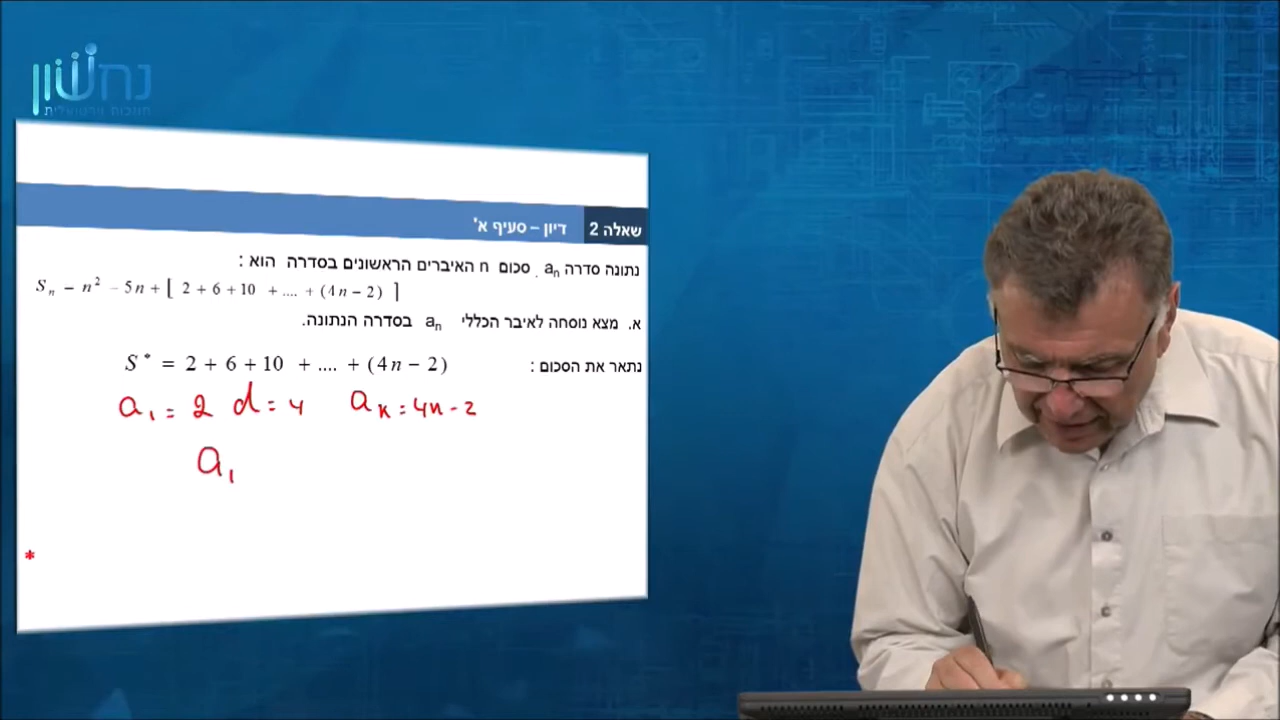 נחשון
חונכות וירטואלית
שאלה 2 דיון – סעיף א'
נתונה סדרה aₙ . סכום n האיברים הראשונים בסדרה הוא :
Sₙ = n² − 5n + [ 2 + 6 + 10 + .... + (4n − 2) ]
א. מצא נוסחה לאיבר הכללי aₙ בסדרה הנתונה.
נתאר את הסכום : S* = 2 + 6 + 10 + .... + (4n − 2)
a₁ = 2 d = 4 aₖ = 4n - 2
a₁
*